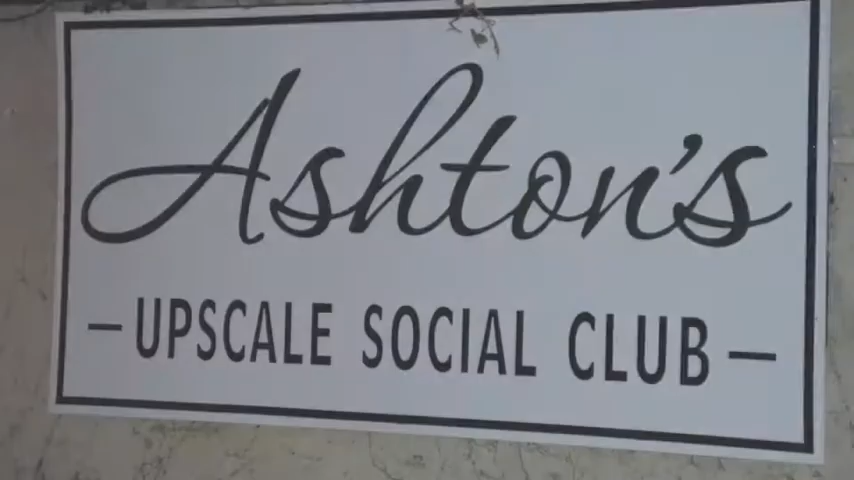 Ashton's
— UPSCALE SOCIAL CLUB —